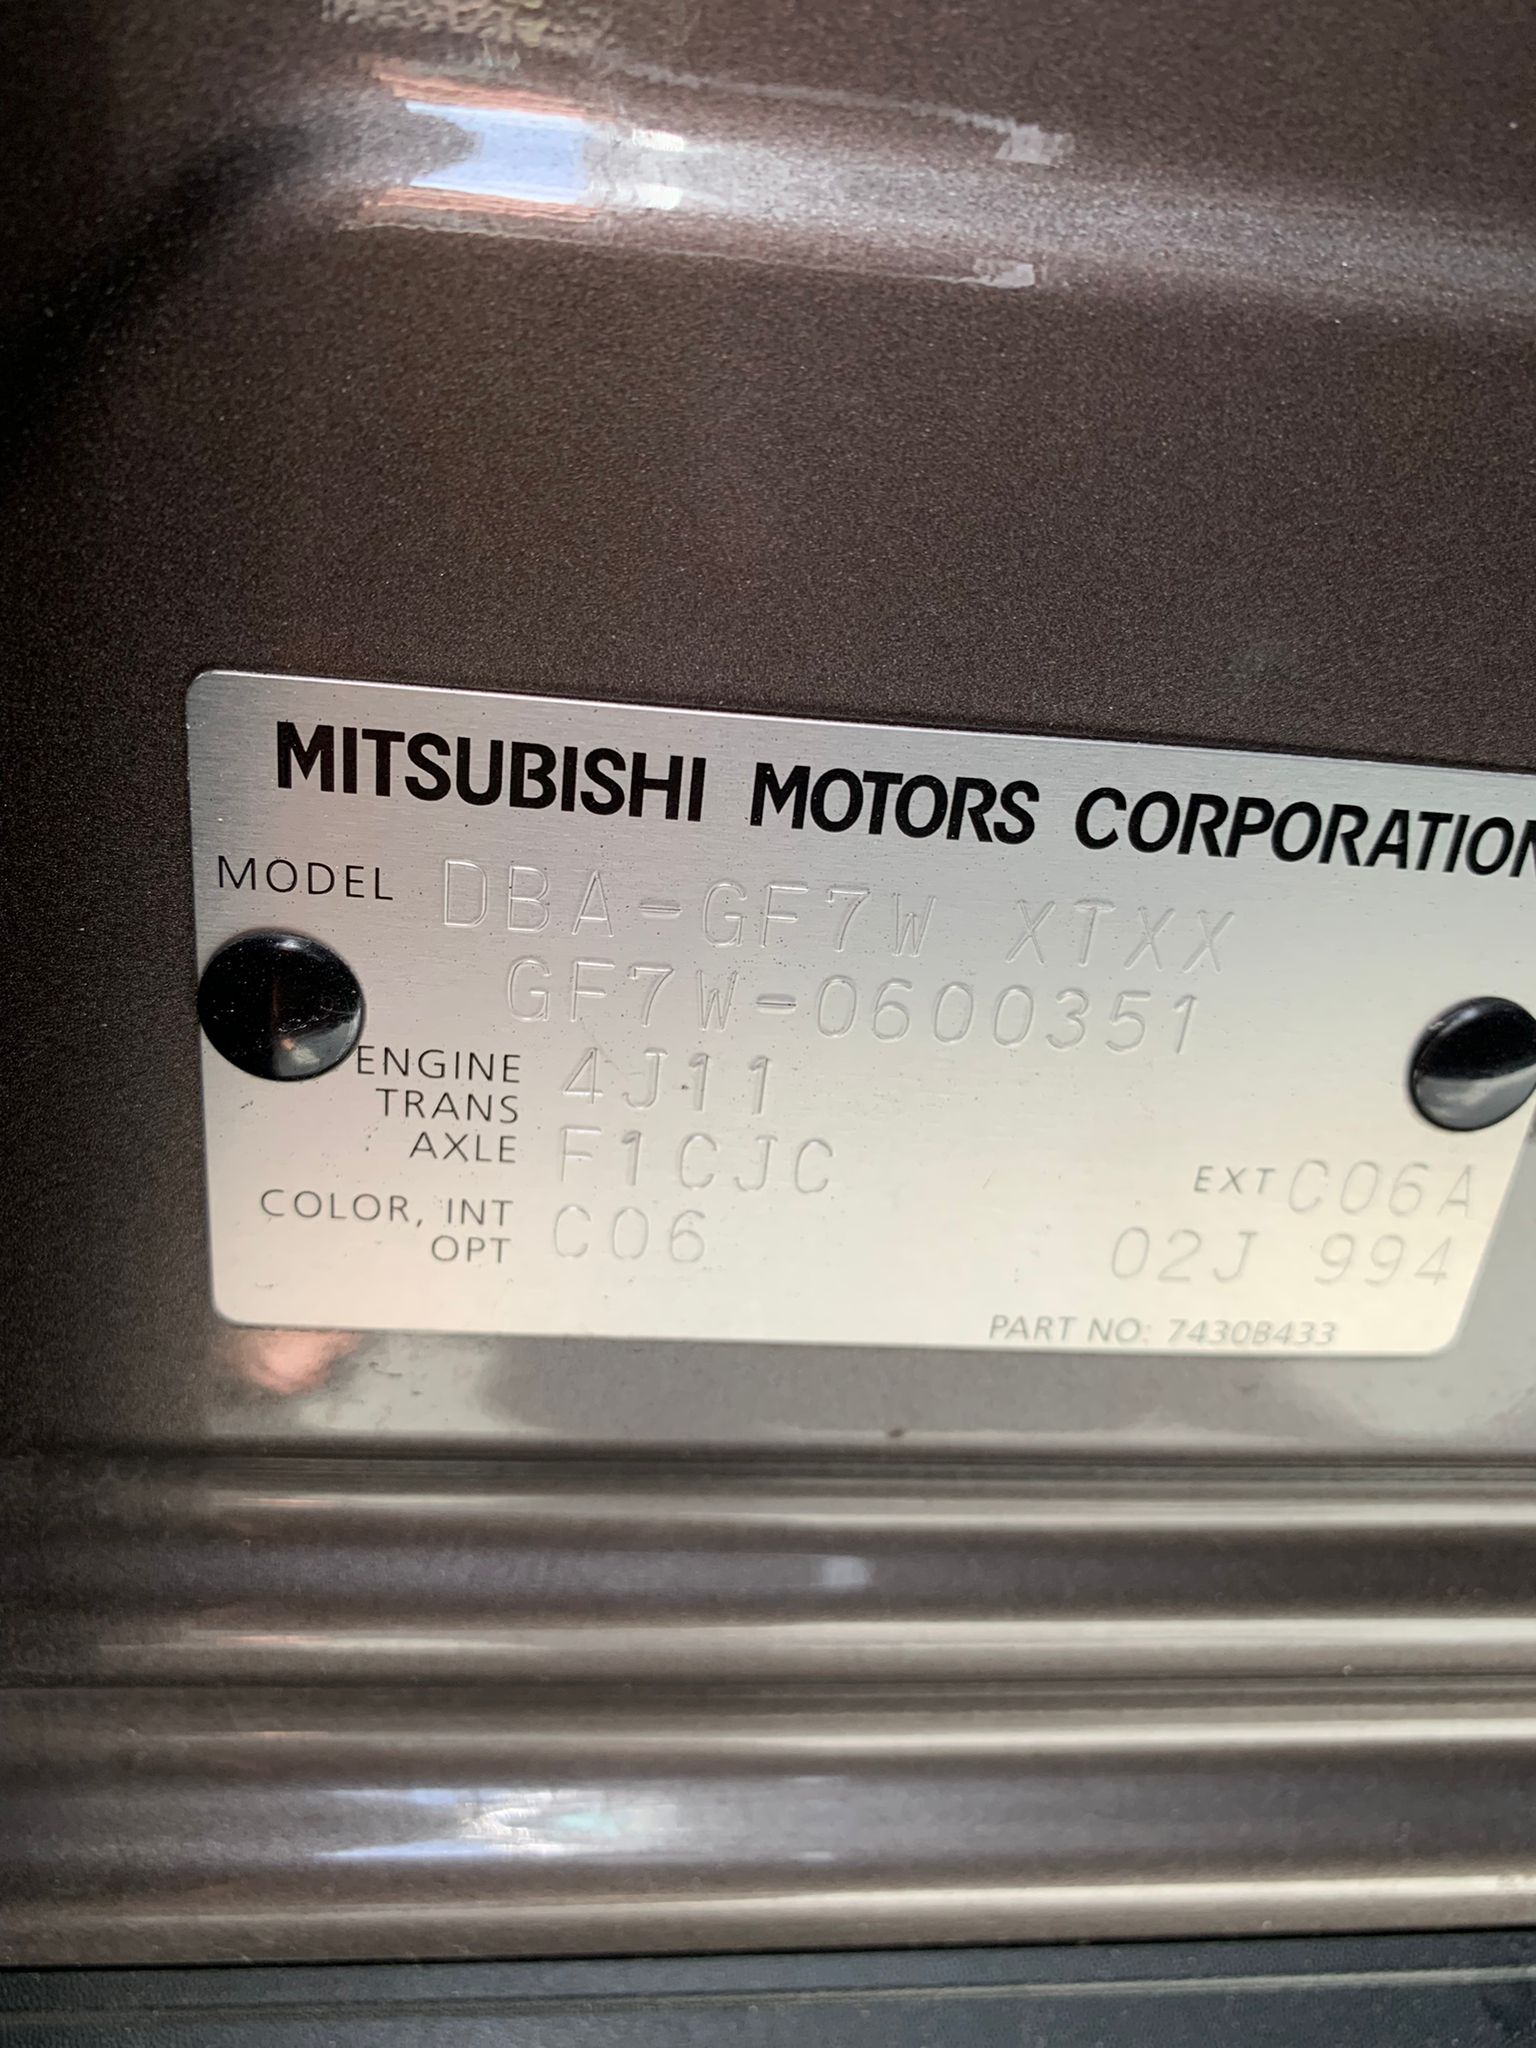 MITSUBISHI MOTORS CORPORATION
MODEL DBA-GF7W XTXX
GF7W-0600351
ENGINE 4J11
TRANS
AXLE F1CJC EXT C06A
COLOR, INT C06
OPT 02J 994
PART NO: 7430B433